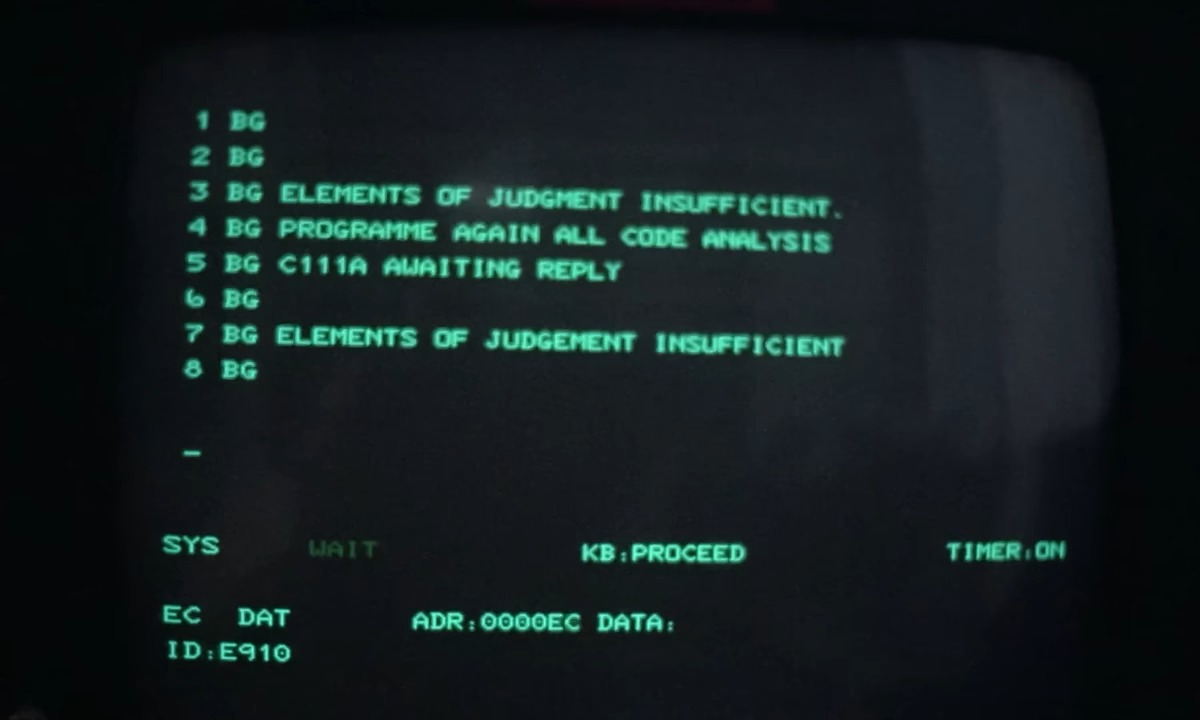 1 BG
2 BG
3 BG ELEMENTS OF JUDGMENT INSUFFICIENT.
4 BG PROGRAMME AGAIN ALL CODE ANALYSIS
5 BG C111A AWAITING REPLY
6 BG
7 BG ELEMENTS OF JUDGEMENT INSUFFICIENT
8 BG
_
SYS WAIT KB:PROCEED TIMER:ON
EC DAT ADR:0000EC DATA:
ID:E910